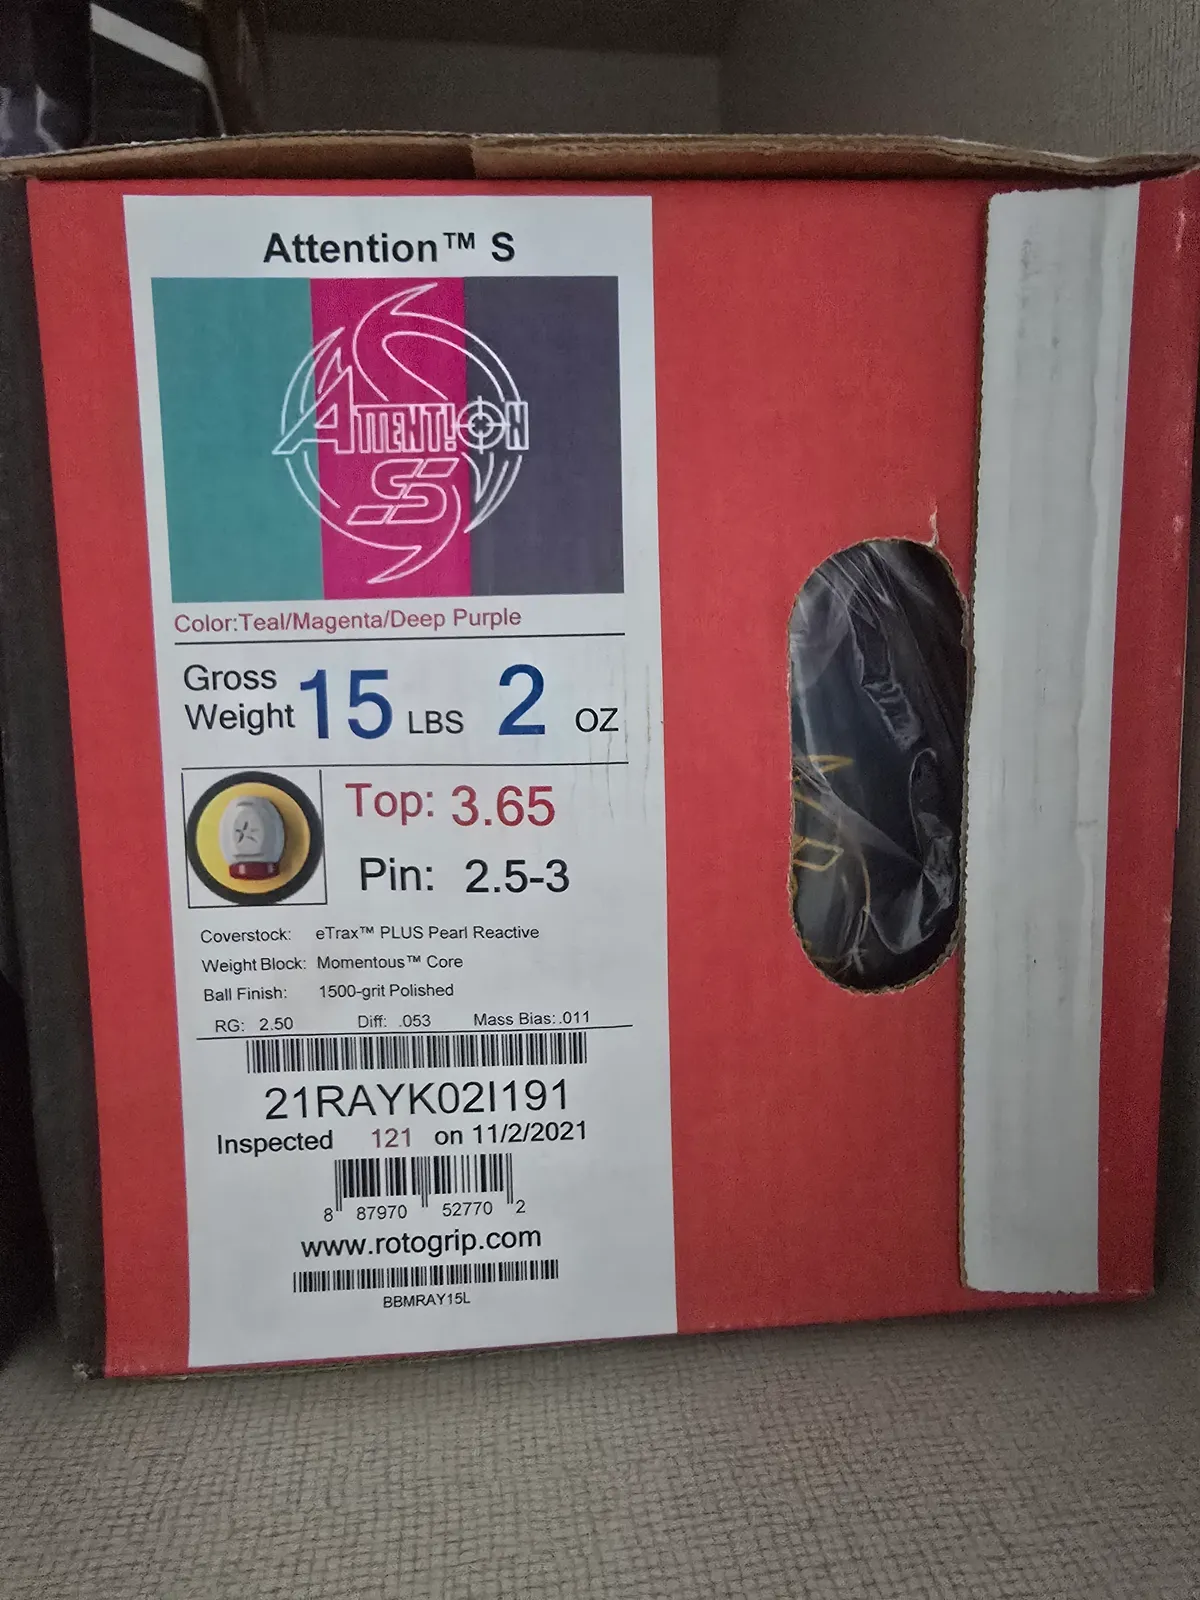 Attention™ S
ATTENT!ON
S
Color:Teal/Magenta/Deep Purple
Gross Weight 15 LBS 2 OZ
Top: 3.65
Pin: 2.5-3
Coverstock: eTrax™ PLUS Pearl Reactive
Weight Block: Momentous™ Core
Ball Finish: 1500-grit Polished
RG: 2.50 Diff: .053 Mass Bias: .011
21RAYK02I191
Inspected 121 on 11/2/2021
8 87970 52770 2
www.rotogrip.com
BBMRAY15L